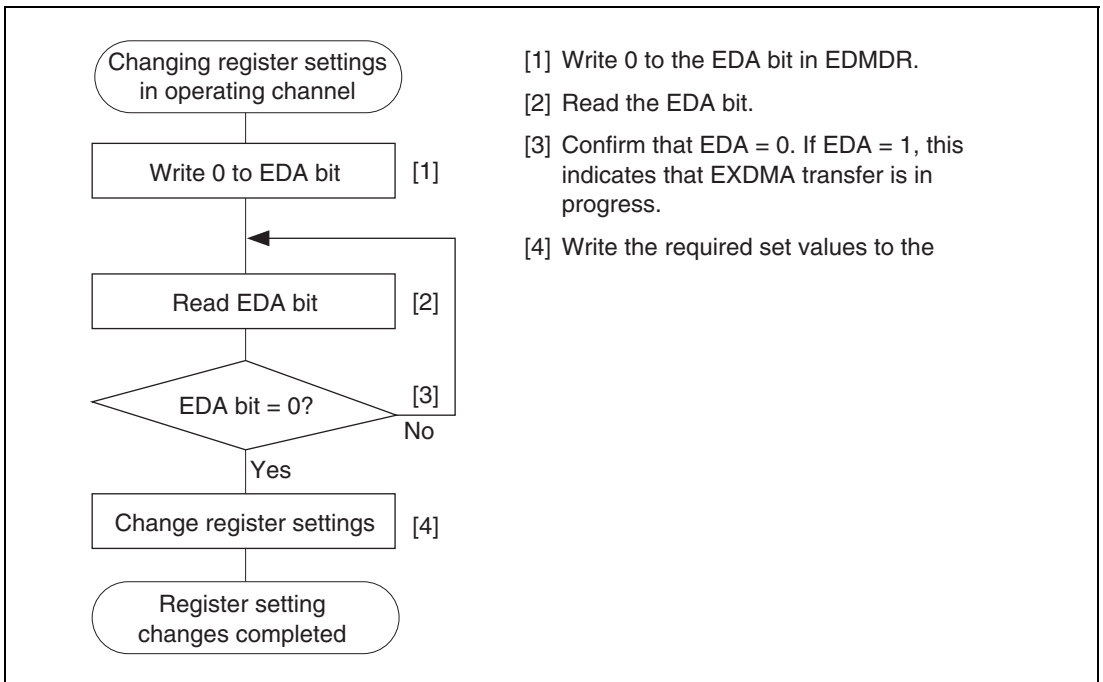 Changing register settings
in operating channel
Write 0 to EDA bit
[1]
Read EDA bit
[2]
EDA bit = 0?
[3]
No
Yes
Change register settings
[4]
Register setting
changes completed
[1] Write 0 to the EDA bit in EDMDR.
[2] Read the EDA bit.
[3] Confirm that EDA = 0. If EDA = 1, this
indicates that EXDMA transfer is in
progress.
[4] Write the required set values to the